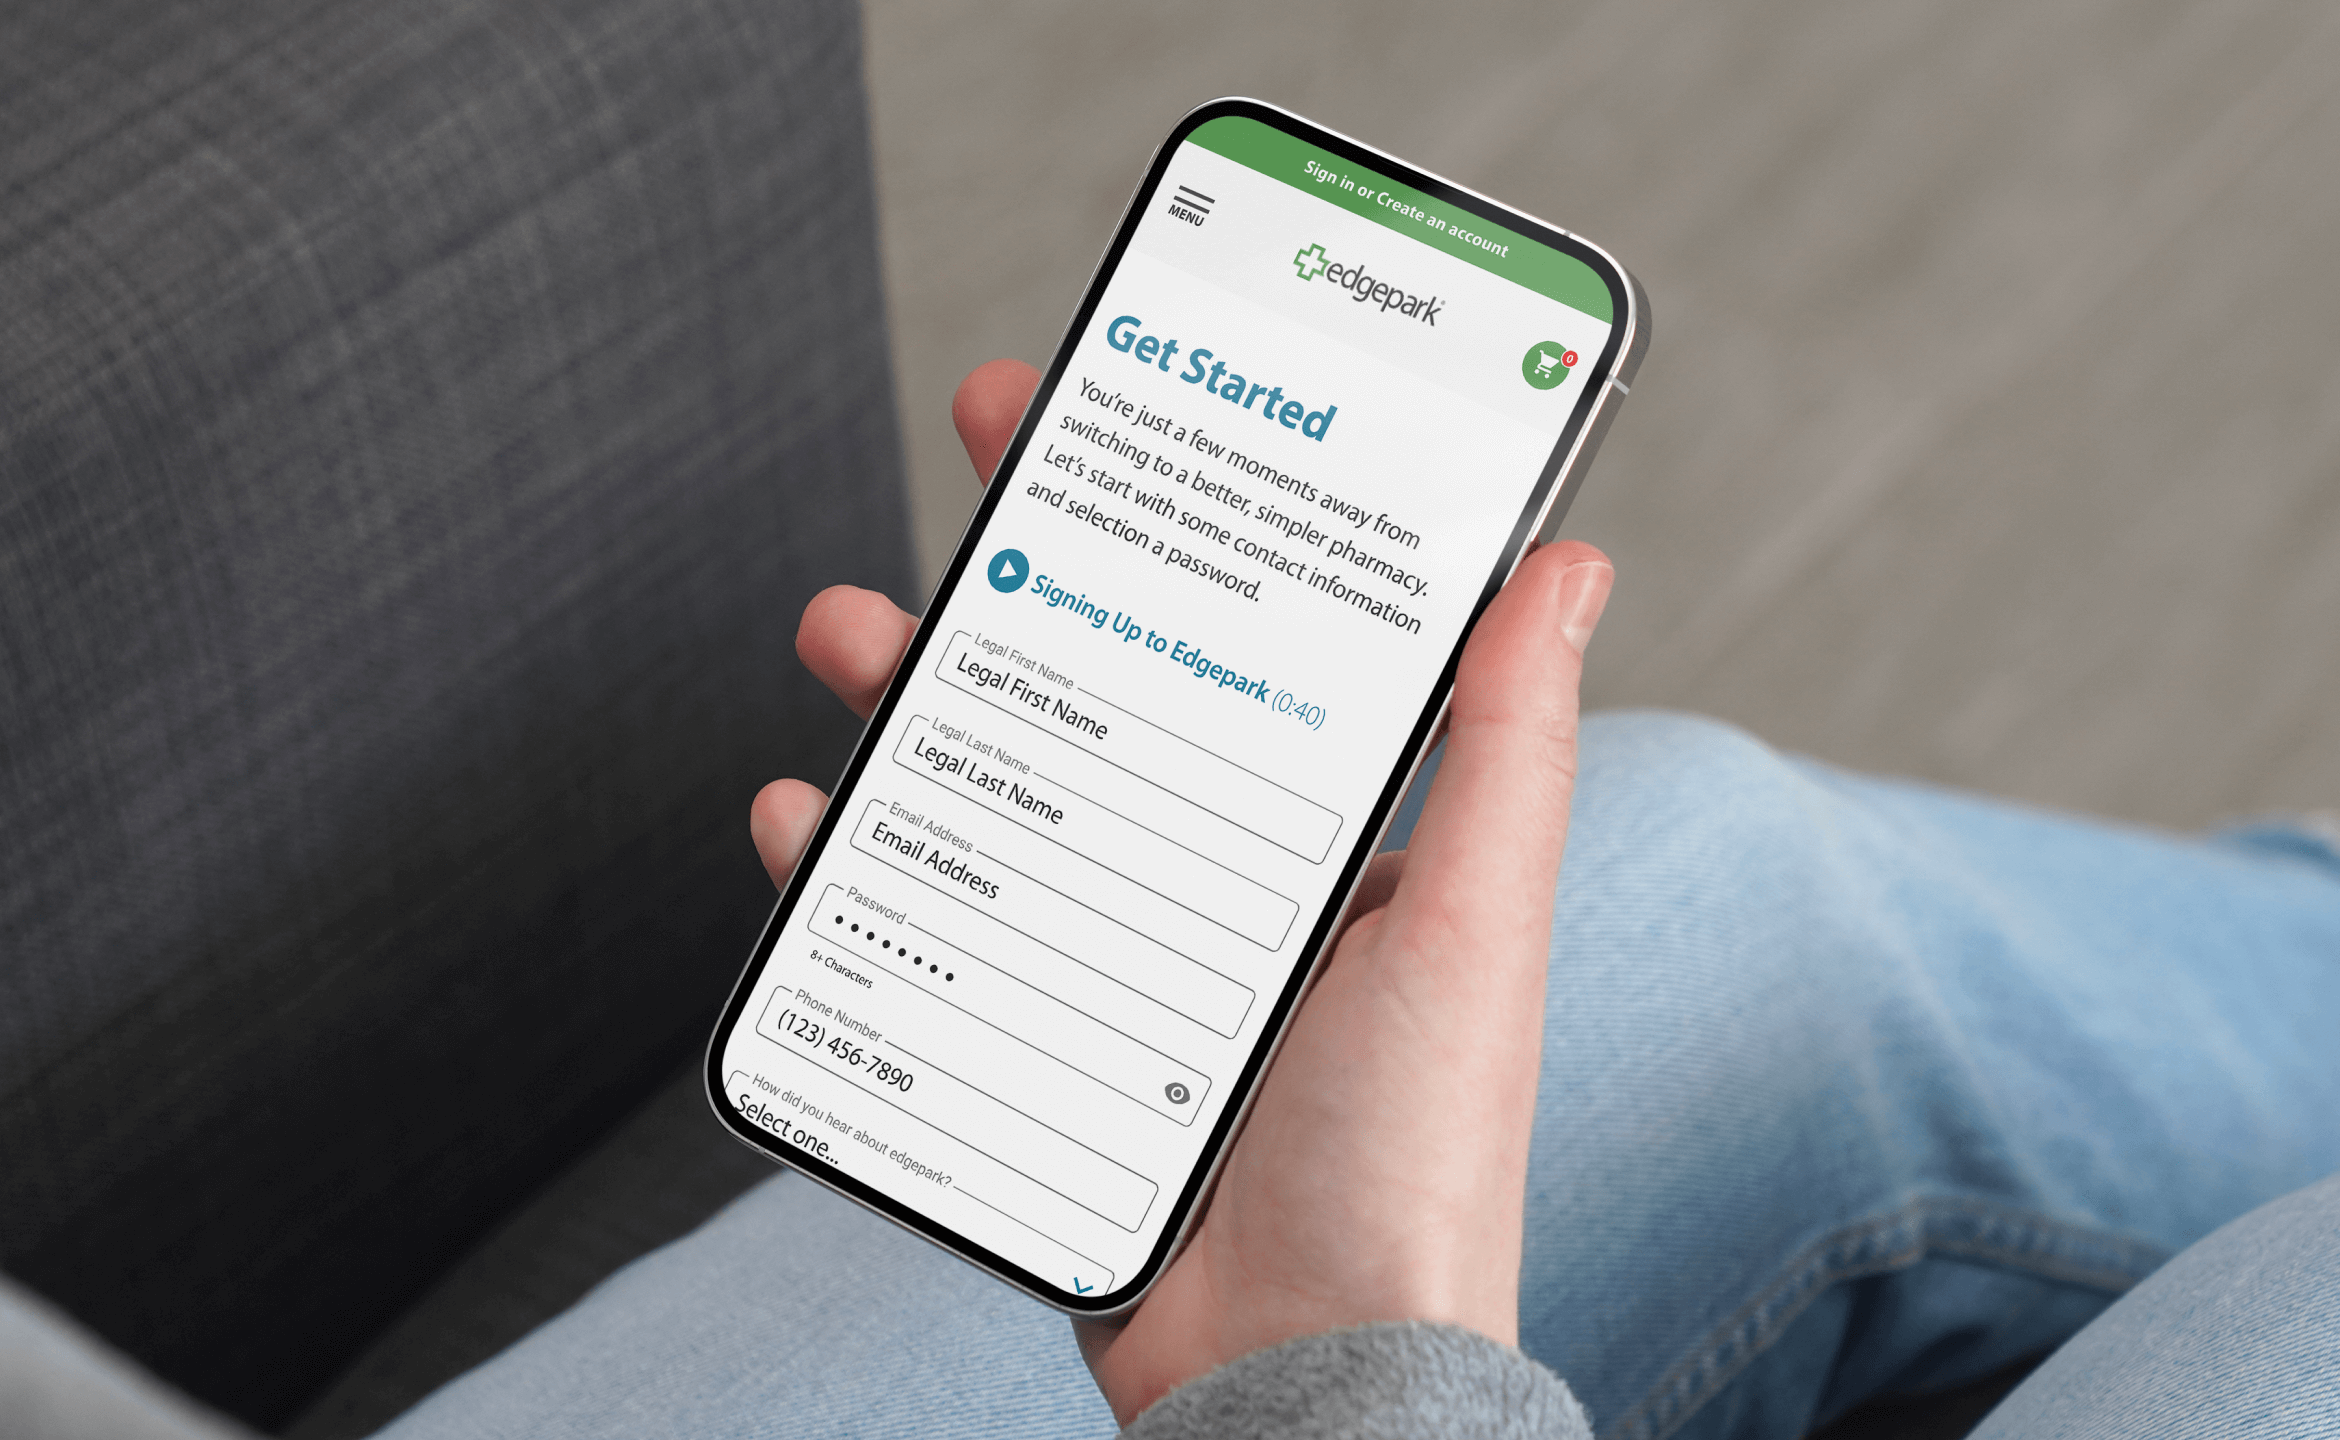 Sign in or Create an account
MENU
edgepark
0
Get Started
You're just a few moments away from
switching to a better, simpler pharmacy.
Let's start with some contact information
and selection a password.
Signing Up to Edgepark (0:40)
Legal First Name
Legal First Name
Legal Last Name
Legal Last Name
Email Address
Email Address
Password
8+ Characters
Phone Number
(123) 456-7890
How did you hear about edgepark?
Select one...